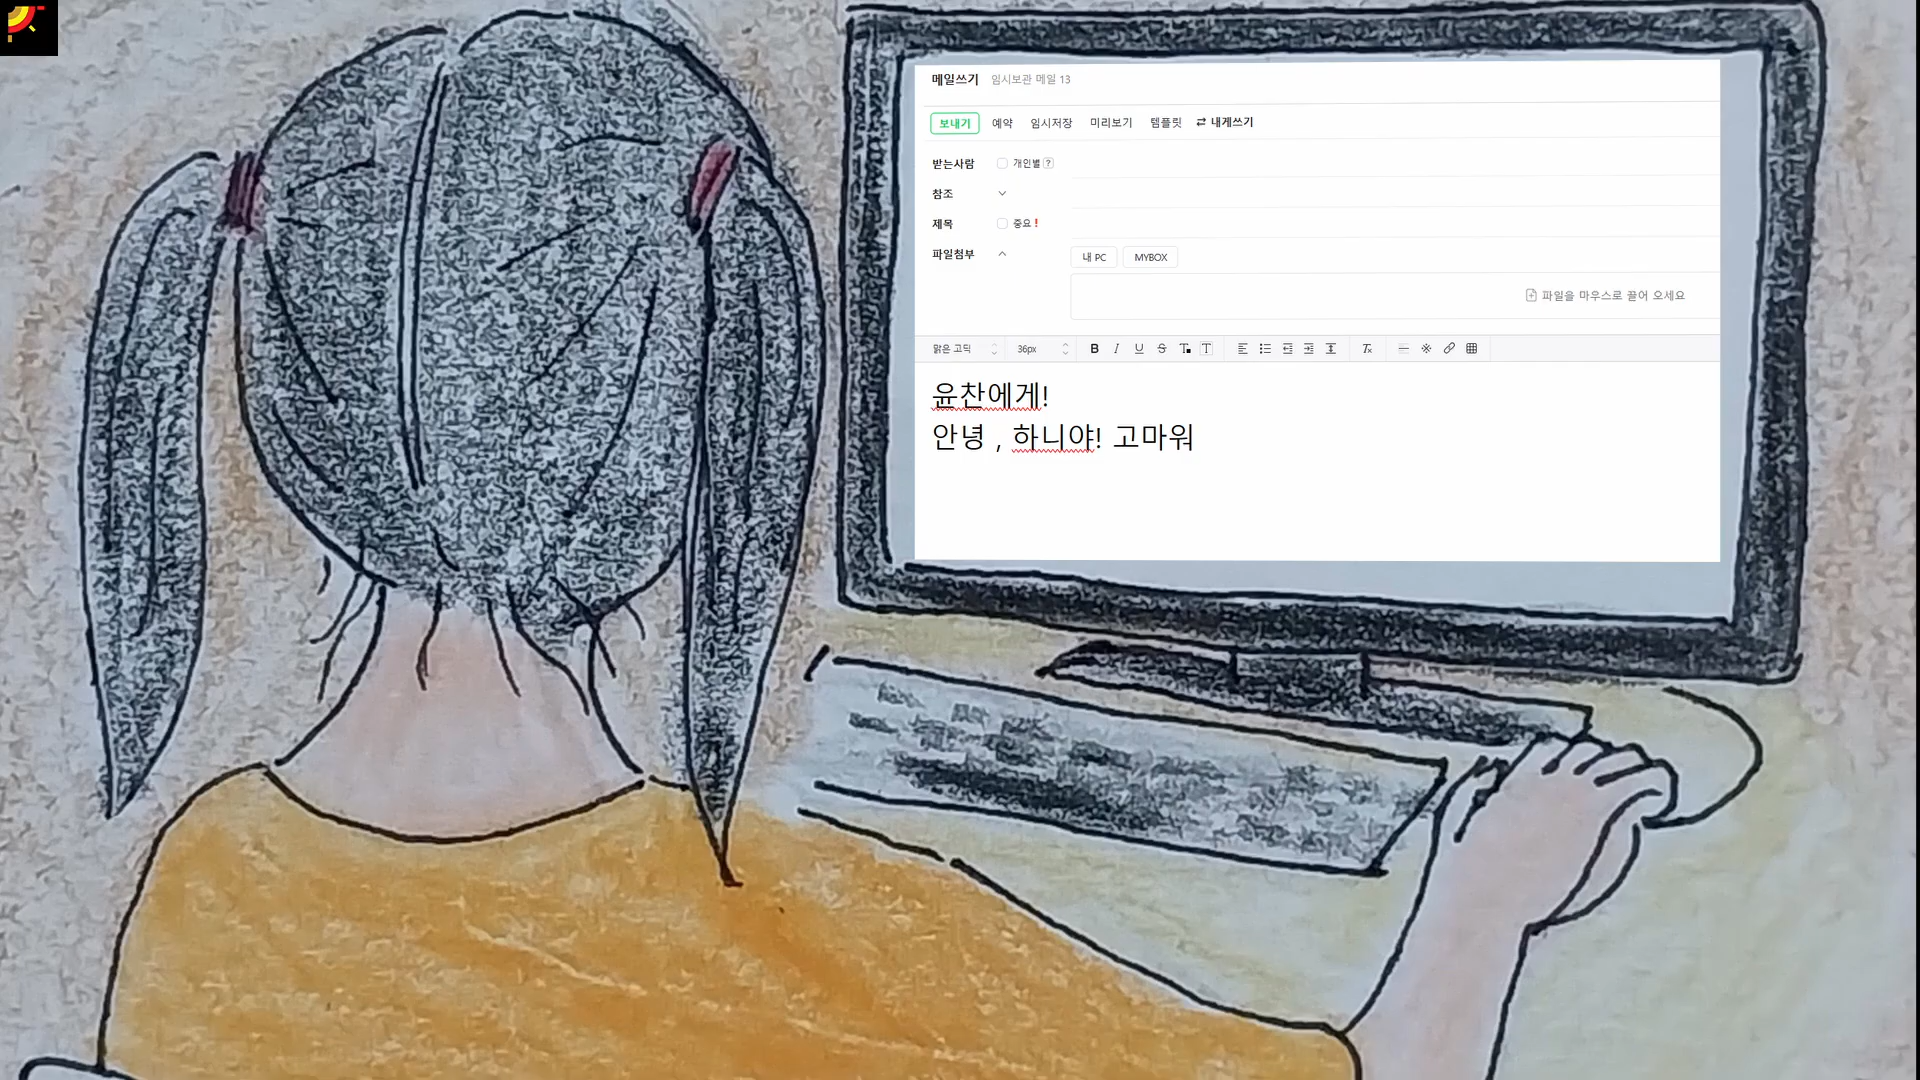 메일쓰기 임시보관 메일 13
보내기 예약 임시저장 미리보기 템플릿 ⇄ 내게쓰기
받는사람 개인별 ?
참조
제목 중요 !
파일첨부 내 PC MYBOX
파일을 마우스로 끌어 오세요
맑은 고딕 36px B I U S T T Tx
윤찬에게!
안녕 , 하니야! 고마워